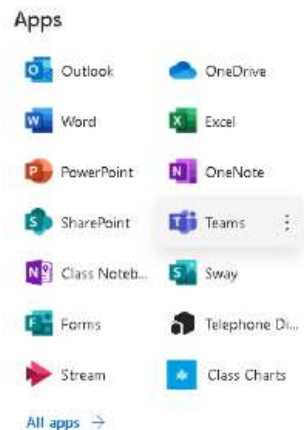 Apps
Outlook OneDrive
Word Excel
PowerPoint OneNote
SharePoint Teams
Class Noteb... Sway
Forms Telephone Di...
Stream Class Charts
All apps →